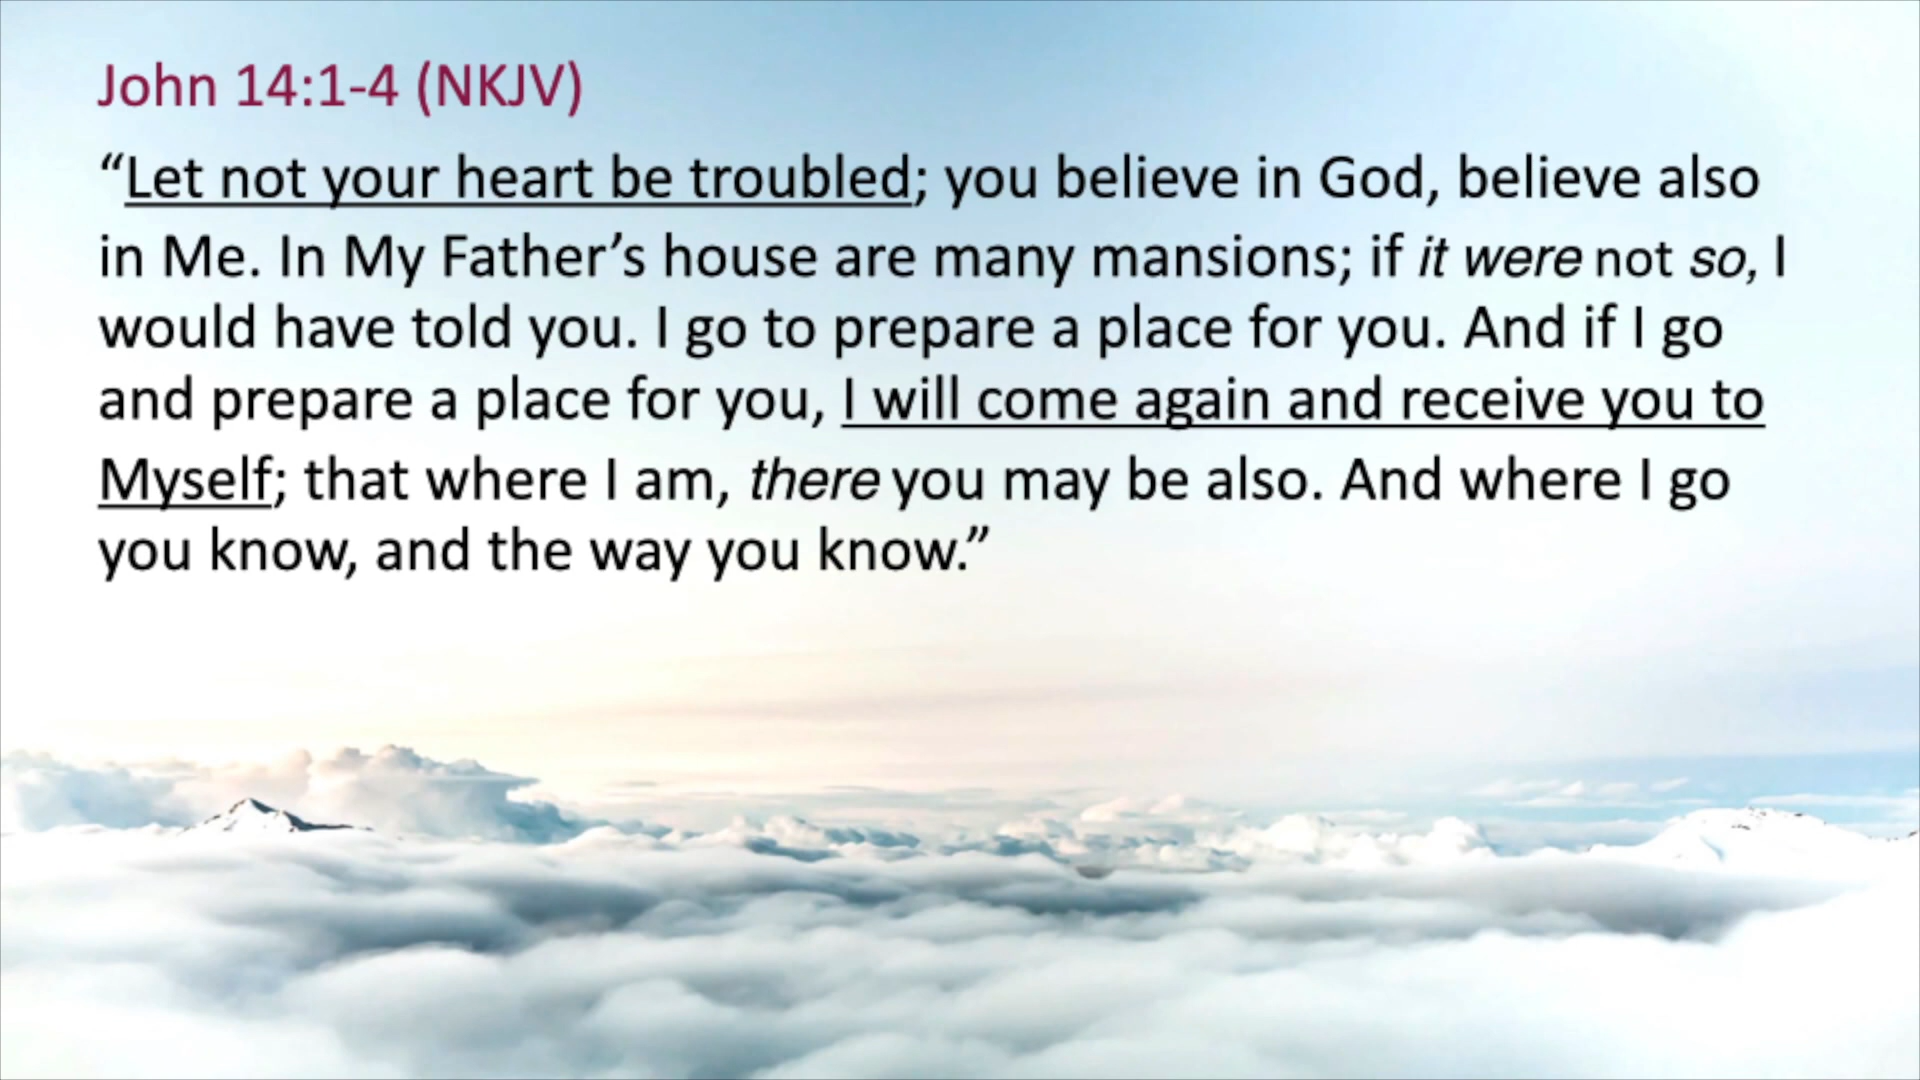 John 14:1-4 (NKJV)
“Let not your heart be troubled; you believe in God, believe also
in Me. In My Father’s house are many mansions; if it were not so, I
would have told you. I go to prepare a place for you. And if I go
and prepare a place for you, I will come again and receive you to
Myself; that where I am, there you may be also. And where I go
you know, and the way you know.”